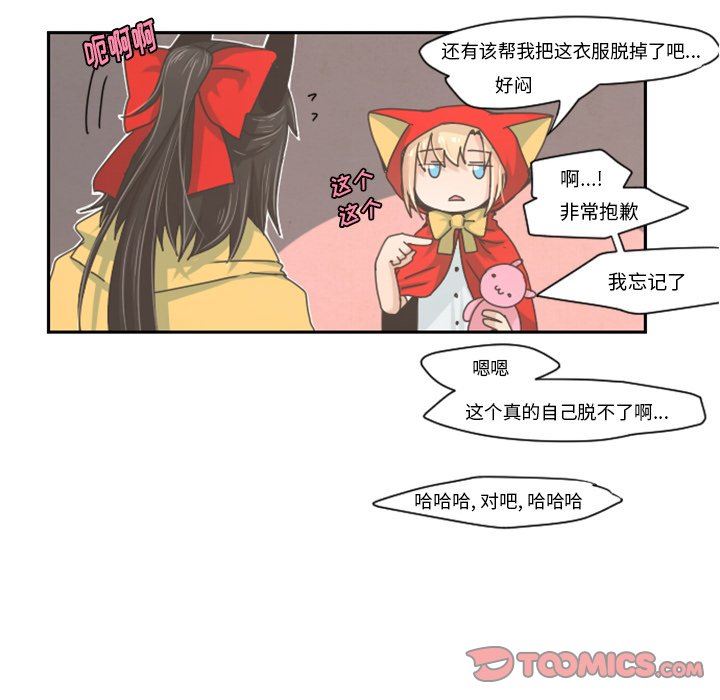 呃啊啊
还有该帮我把这衣服脱掉了吧...
好闷
这个
这个
啊...!
非常抱歉
我忘记了
嗯嗯
这个真的自己脱不了啊...
哈哈哈, 对吧, 哈哈哈
TOOMICS.COM